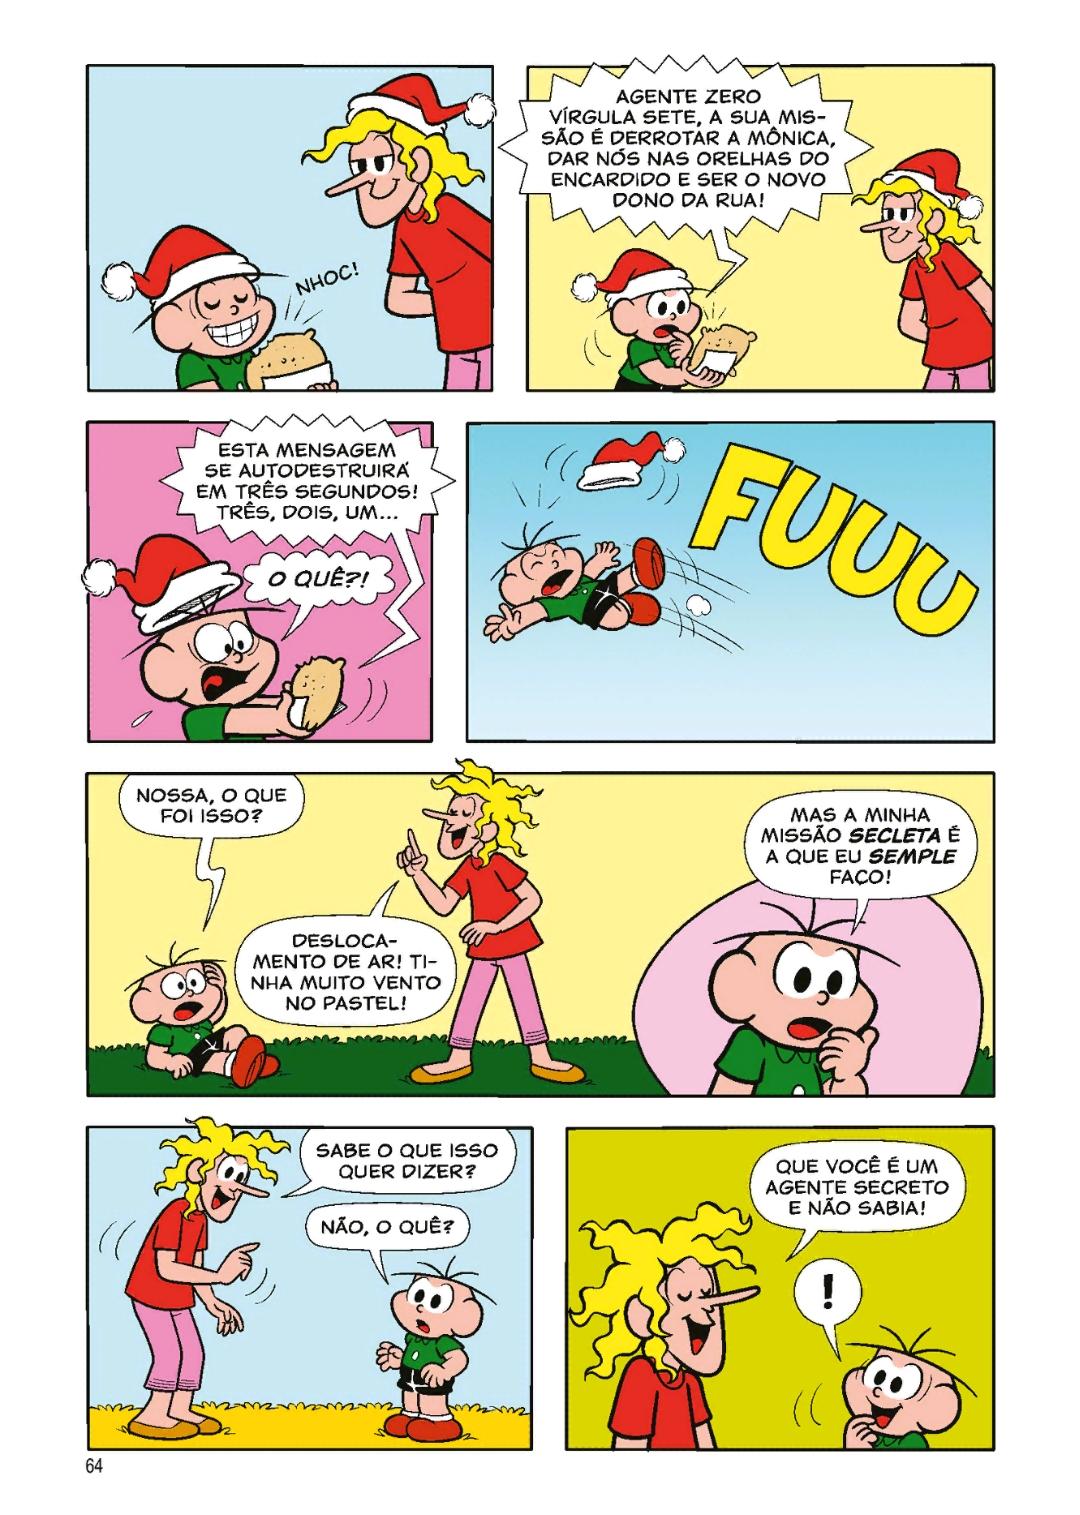 NHOC!
AGENTE ZERO
VÍRGULA SETE, A SUA MIS-
SÃO É DERROTAR A MÔNICA,
DAR NÓS NAS ORELHAS DO
ENCARDIDO E SER O NOVO
DONO DA RUA!
ESTA MENSAGEM
SE AUTODESTRUIRÁ
EM TRÊS SEGUNDOS!
TRÊS, DOIS, UM...
O QUÊ?!
FUUU
NOSSA, O QUE
FOI ISSO?
DESLOCA-
MENTO DE AR! TI-
NHA MUITO VENTO
NO PASTEL!
MAS A MINHA
MISSÃO SECLETA É
A QUE EU SEMPLE
FAÇO!
SABE O QUE ISSO
QUER DIZER?
NÃO, O QUÊ?
QUE VOCÊ É UM
AGENTE SECRETO
E NÃO SABIA!
!
64